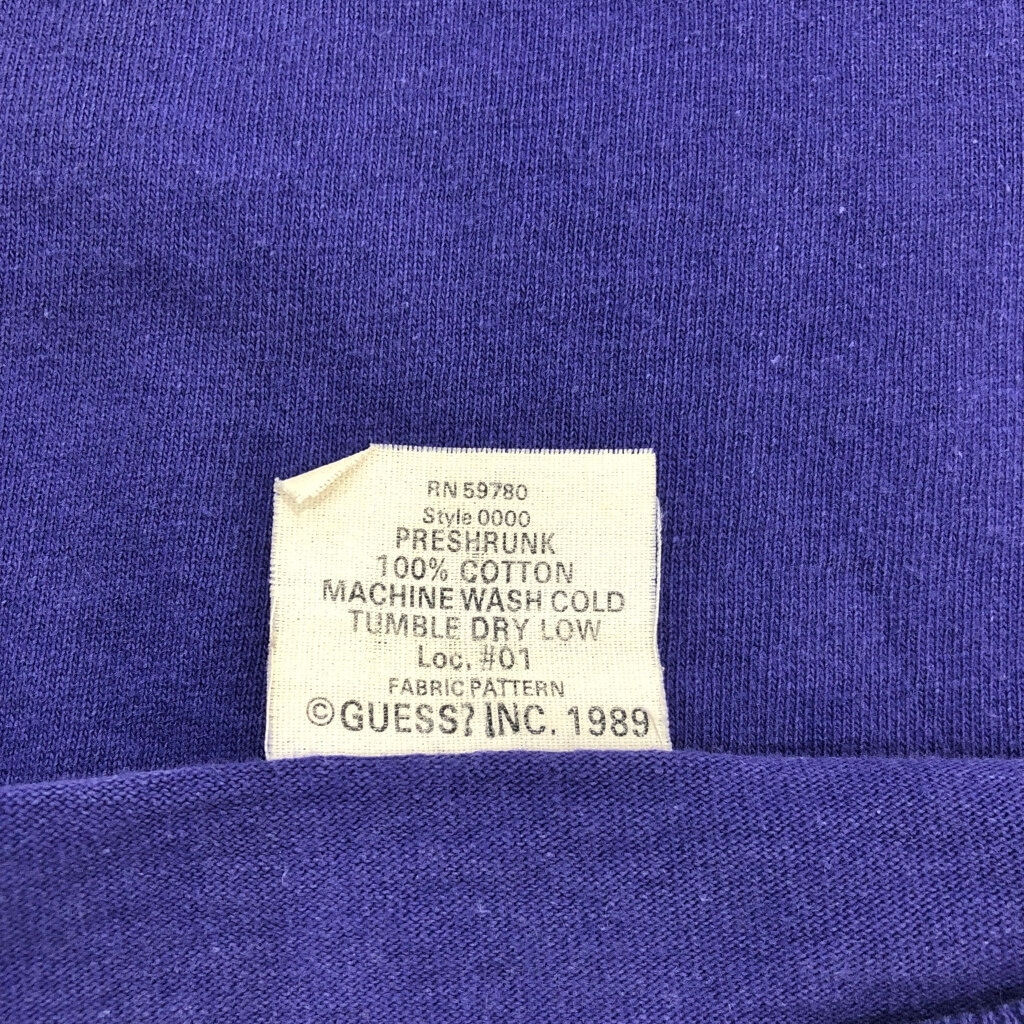 RN 59780
Style 0000
PRESHRUNK
100% COTTON
MACHINE WASH COLD
TUMBLE DRY LOW
Loc. #01
FABRIC PATTERN
©GUESS? INC. 1989